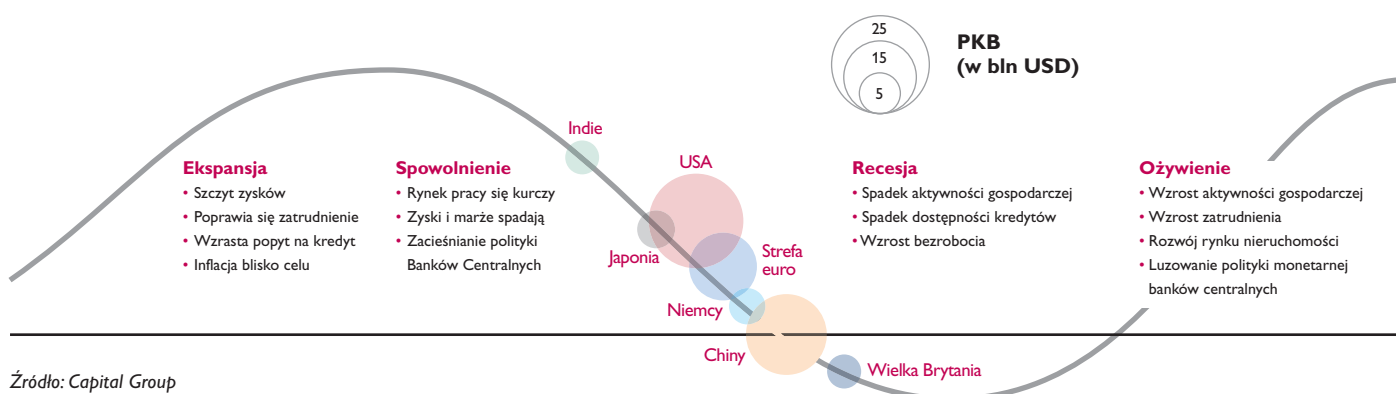 25
15
5
PKB
(w bln USD)
Indie
USA
Japonia
Strefa
euro
Niemcy
Chiny
Wielka Brytania
Ekspansja
• Szczyt zysków
• Poprawia się zatrudnienie
• Wzrasta popyt na kredyt
• Inflacja blisko celu
Spowolnienie
• Rynek pracy się kurczy
• Zyski i marże spadają
• Zacieśnianie polityki
Banków Centralnych
Recesja
• Spadek aktywności gospodarczej
• Spadek dostępności kredytów
• Wzrost bezrobocia
Ożywienie
• Wzrost aktywności gospodarczej
• Wzrost zatrudnienia
• Rozwój rynku nieruchomości
• Luzowanie polityki monetarnej
banków centralnych
Źródło: Capital Group